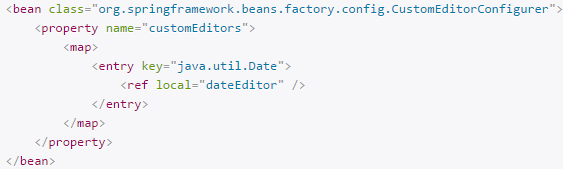 <bean class="org.springframework.beans.factory.config.CustomEditorConfigurer">
    <property name="customEditors">
        <map>
            <entry key="java.util.Date">
                <ref local="dateEditor" />
            </entry>
        </map>
    </property>
</bean>